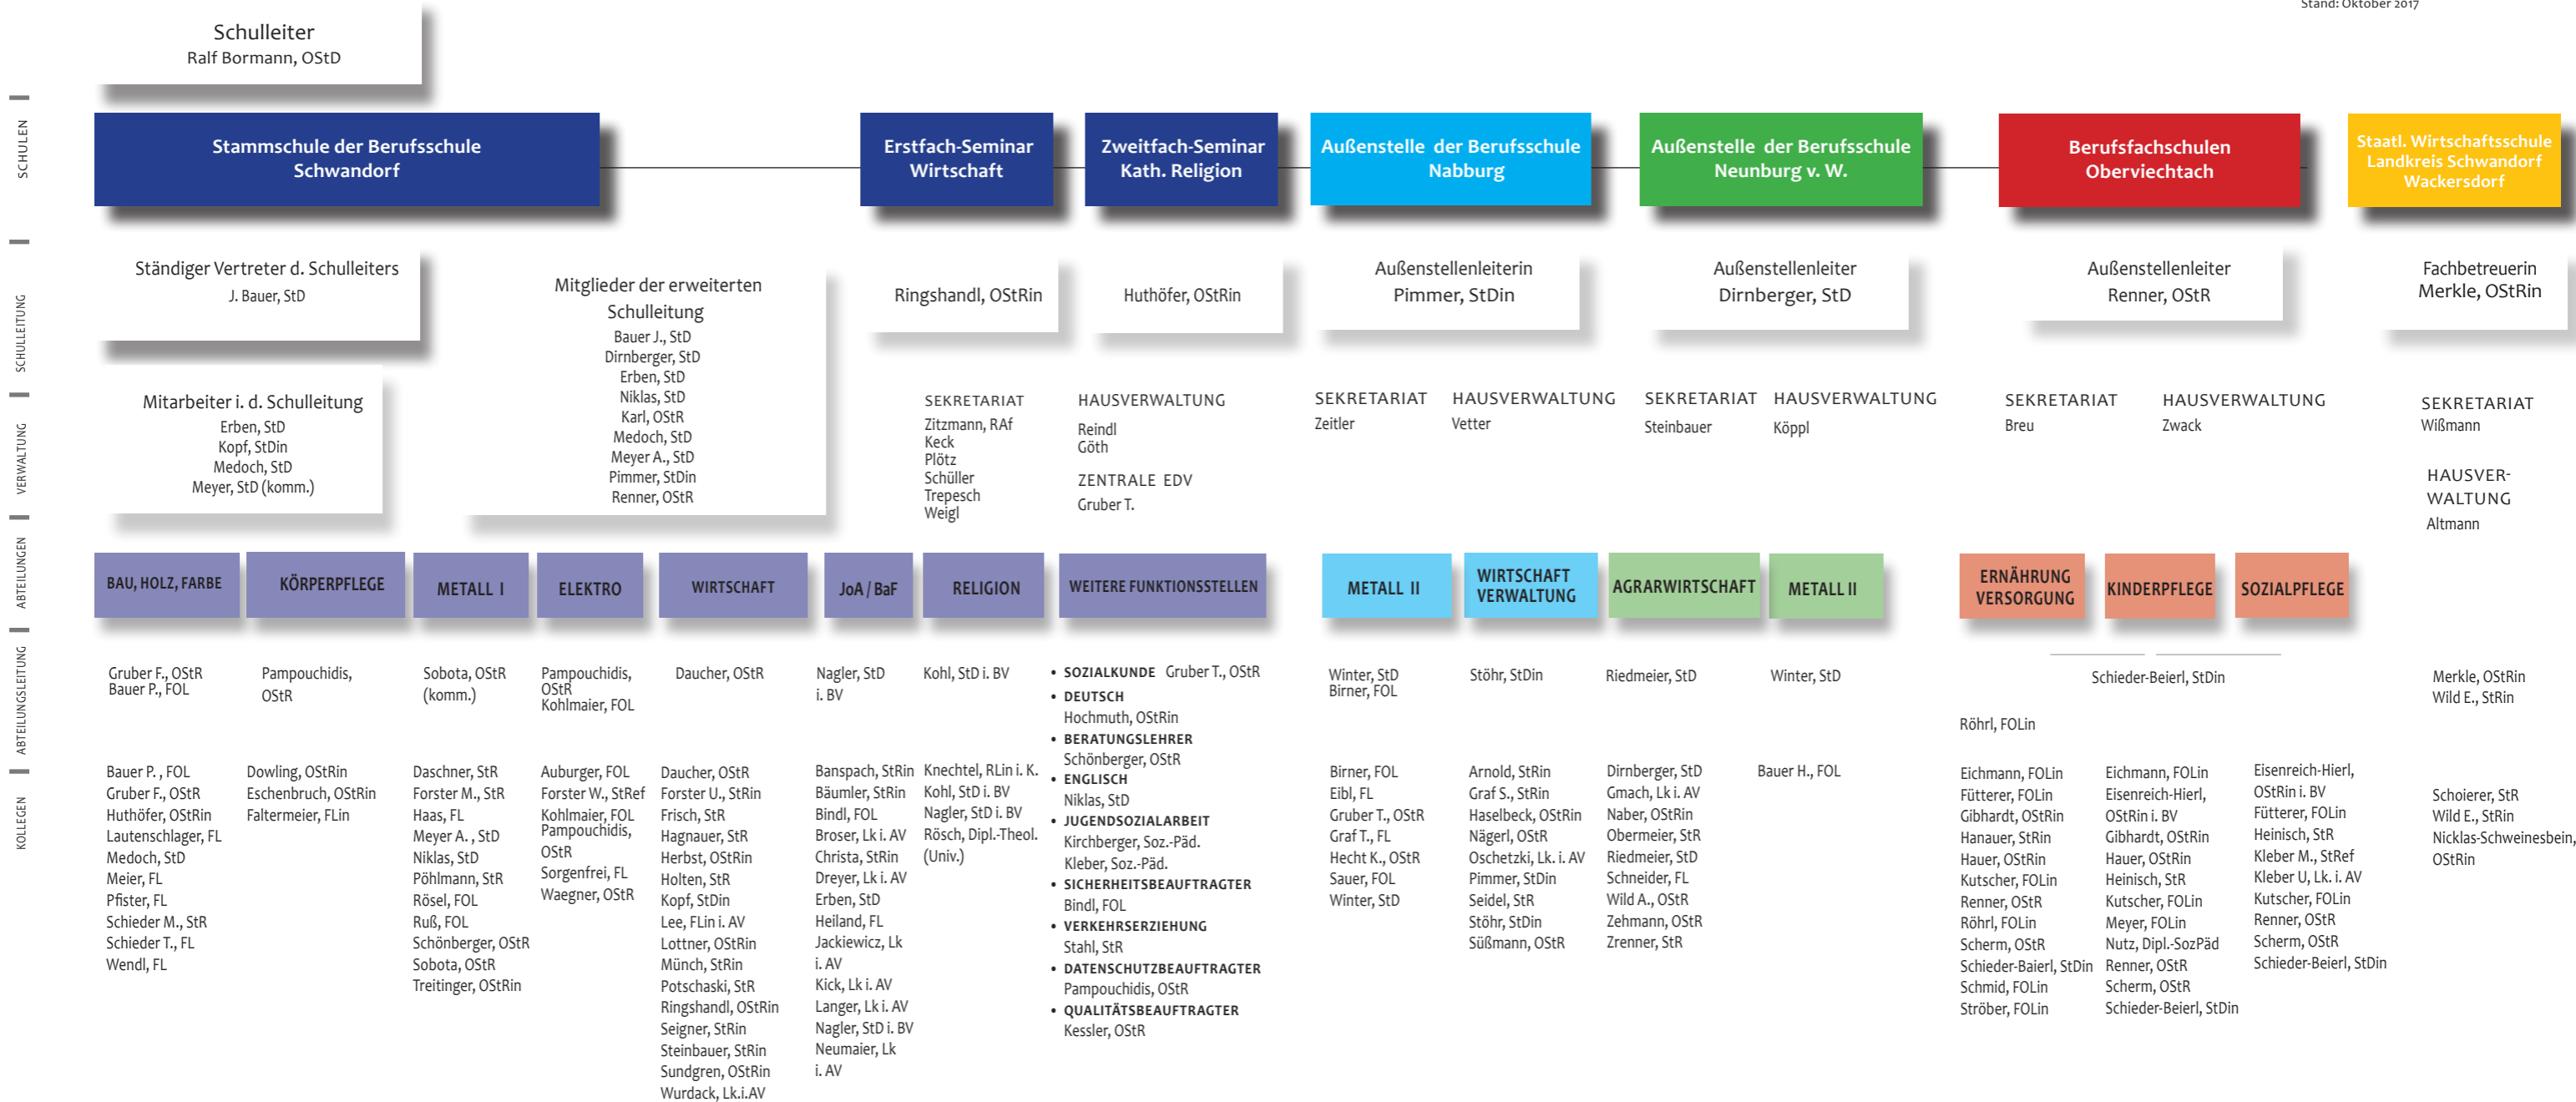 Stand: Oktober 2017
Schulleiter
Ralf Bormann, OStD
SCHULEN
Stammschule der Berufsschule
Schwandorf
Erstfach-Seminar
Wirtschaft
Zweitfach-Seminar
Kath. Religion
Außenstelle der Berufsschule
Nabburg
Außenstelle der Berufsschule
Neunburg v. W.
Berufsfachschulen
Oberviechtach
Staatl. Wirtschaftsschule
Landkreis Schwandorf
Wackersdorf
SCHULLEITUNG
Ständiger Vertreter d. Schulleiters
J. Bauer, StD
Mitarbeiter i. d. Schulleitung
Erben, StD
Kopf, StDin
Medoch, StD
Meyer, StD (komm.)
Mitglieder der erweiterten
Schulleitung
Bauer J., StD
Dirnberger, StD
Erben, StD
Niklas, StD
Karl, OStR
Medoch, StD
Meyer A., StD
Pimmer, StDin
Renner, OStR
Ringshandl, OStRin
Huthöfer, OStRin
Außenstellenleiterin
Pimmer, StDin
Außenstellenleiter
Dirnberger, StD
Außenstellenleiter
Renner, OStR
Fachbetreuerin
Merkle, OStRin
VERWALTUNG
SEKRETARIAT
Zitzmann, RAf
Keck
Plötz
Schüller
Trepesch
Weigl
HAUSVERWALTUNG
Reindl
Göth
ZENTRALE EDV
Gruber T.
SEKRETARIAT
Zeitler
HAUSVERWALTUNG
Vetter
SEKRETARIAT
Steinbauer
HAUSVERWALTUNG
Köppl
SEKRETARIAT
Breu
HAUSVERWALTUNG
Zwack
SEKRETARIAT
Wißmann
HAUSVER-
WALTUNG
Altmann
ABTEILUNGEN
BAU, HOLZ, FARBE
KÖRPERPFLEGE
METALL I
ELEKTRO
WIRTSCHAFT
JoA / BaF
RELIGION
WEITERE FUNKTIONSSTELLEN
METALL II
WIRTSCHAFT
VERWALTUNG
AGRARWIRTSCHAFT
METALL II
ERNÄHRUNG
VERSORGUNG
KINDERPFLEGE
SOZIALPFLEGE
ABTEILUNGSLEITUNG
Gruber F., OStR
Bauer P., FOL
Pampouchidis,
OStR
Sobota, OStR
(komm.)
Pampouchidis,
OStR
Kohlmaier, FOL
Daucher, OStR
Nagler, StD
i. BV
Kohl, StD i. BV
• SOZIALKUNDE Gruber T., OStR
• DEUTSCH
Hochmuth, OStRin
• BERATUNGSLEHRER
Schönberger, OStR
• ENGLISCH
Niklas, StD
• JUGENDSOZIALARBEIT
Kirchberger, Soz.-Päd.
Kleber, Soz.-Päd.
• SICHERHEITSBEAUFTRAGTER
Bindl, FOL
• VERKEHRSERZIEHUNG
Stahl, StR
• DATENSCHUTZBEAUFTRAGTER
Pampouchidis, OStR
• QUALITÄTSBEAUFTRAGTER
Kessler, OStR
Winter, StD
Birner, FOL
Stöhr, StDin
Riedmeier, StD
Winter, StD
Schieder-Beierl, StDin
Röhrl, FOLin
Merkle, OStRin
Wild E., StRin
KOLLEGEN
Bauer P. , FOL
Gruber F., OStR
Huthöfer, OStRin
Lautenschlager, FL
Medoch, StD
Meier, FL
Pfister, FL
Schieder M., StR
Schieder T., FL
Wendl, FL
Dowling, OStRin
Eschenbruch, OStRin
Faltermeier, FLin
Daschner, StR
Forster M., StR
Haas, FL
Meyer A. , StD
Niklas, StD
Pöhlmann, StR
Rösel, FOL
Ruß, FOL
Schönberger, OStR
Sobota, OStR
Treitinger, OStRin
Auburger, FOL
Forster W., StRef
Kohlmaier, FOL
Pampouchidis,
OStR
Sorgenfrei, FL
Waegner, OStR
Daucher, OStR
Forster U., StRin
Frisch, StR
Hagnauer, StR
Herbst, OStRin
Holten, StR
Kopf, StDin
Lee, FLin i. AV
Lottner, OStRin
Münch, StRin
Potschaski, StR
Ringshandl, OStRin
Seigner, StRin
Steinbauer, StRin
Sundgren, OStRin
Wurdack, Lk.i.AV
Banspach, StRin
Bäumler, StRin
Bindl, FOL
Broser, Lk i. AV
Christa, StRin
Dreyer, Lk i. AV
Erben, StD
Heiland, FL
Jackiewicz, Lk
i. AV
Kick, Lk i. AV
Langer, Lk i. AV
Nagler, StD i. BV
Neumaier, Lk
i. AV
Knechtel, RLin i. K.
Kohl, StD i. BV
Nagler, StD i. BV
Rösch, Dipl.-Theol.
(Univ.)
Birner, FOL
Eibl, FL
Gruber T., OStR
Graf T., FL
Hecht K., OStR
Sauer, FOL
Winter, StD
Arnold, StRin
Graf S., StRin
Haselbeck, OStRin
Nägerl, OStR
Oschetzki, Lk. i. AV
Pimmer, StDin
Seidel, StR
Stöhr, StDin
Süßmann, OStR
Dirnberger, StD
Gmach, Lk i. AV
Naber, OStRin
Obermeier, StR
Riedmeier, StD
Schneider, FL
Wild A., OStR
Zehmann, OStR
Zrenner, StR
Bauer H., FOL
Eichmann, FOLin
Fütterer, FOLin
Gibhardt, OStRin
Hanauer, StRin
Hauer, OStRin
Kutscher, FOLin
Renner, OStR
Röhrl, FOLin
Scherm, OStR
Schieder-Baierl, StDin
Schmid, FOLin
Ströber, FOLin
Eichmann, FOLin
Eisenreich-Hierl,
OStRin i. BV
Gibhardt, OStRin
Hauer, OStRin
Heinisch, StR
Kutscher, FOLin
Meyer, FOLin
Nutz, Dipl.-SozPäd
Renner, OStR
Scherm, OStR
Schieder-Beierl, StDin
Eisenreich-Hierl,
OStRin i. BV
Fütterer, FOLin
Heinisch, StR
Kleber M., StRef
Kleber U, Lk. i. AV
Kutscher, FOLin
Renner, OStR
Scherm, OStR
Schieder-Beierl, StDin
Schoierer, StR
Wild E., StRin
Nicklas-Schweinesbein,
OStRin